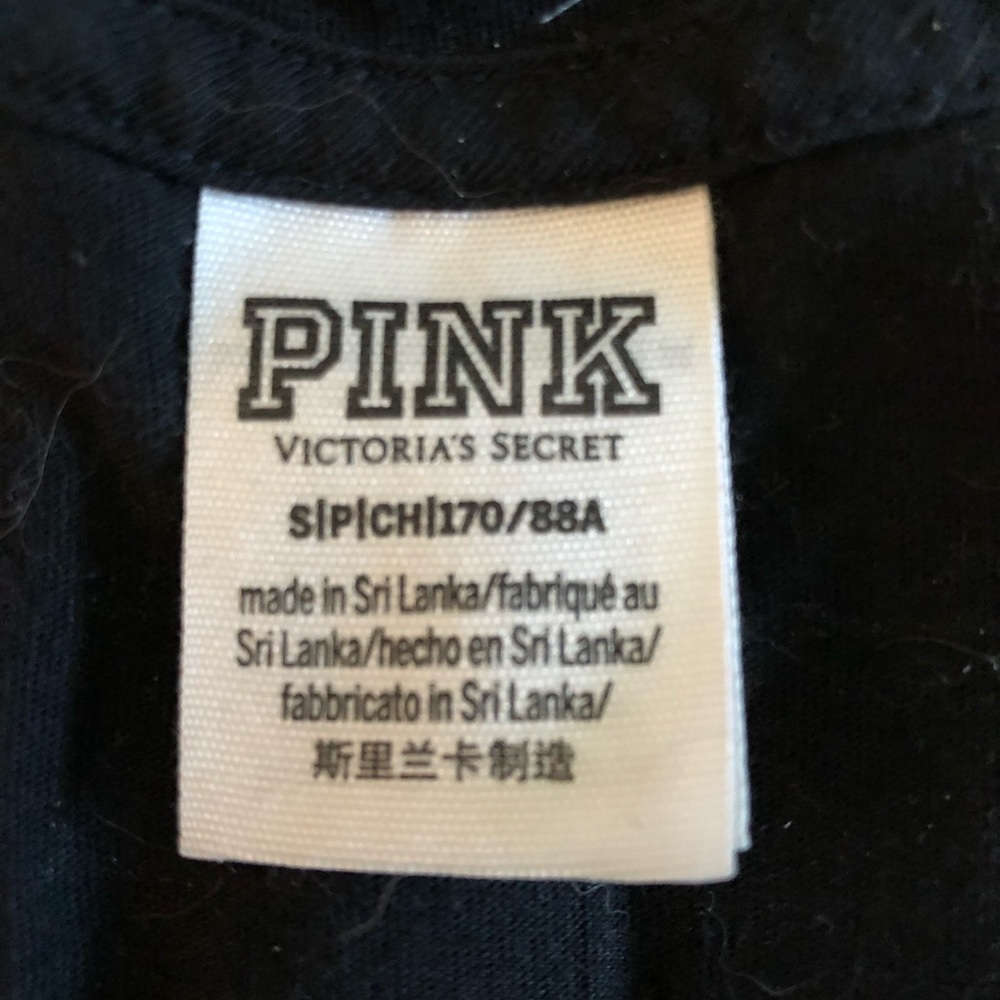 PINK
VICTORIA'S SECRET
S|P|CH|170/88A
made in Sri Lanka/fabriqué au
Sri Lanka/hecho en Sri Lanka/
fabbricato in Sri Lanka/
斯里兰卡制造